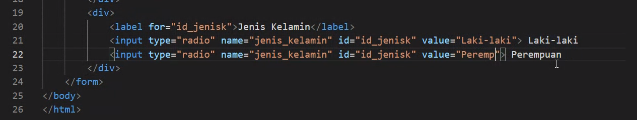 18 </div>
19 <div>
20 <label for="id_jenisk">Jenis Kelamin</label>
21 <input type="radio" name="jenis_kelamin" id="id_jenisk" value="Laki-laki"> Laki-laki
22 <input type="radio" name="jenis_kelamin" id="id_jenisk" value="Peremp"> Perempuan
23 </div>
24 </form>
25 </body>
26 </html>